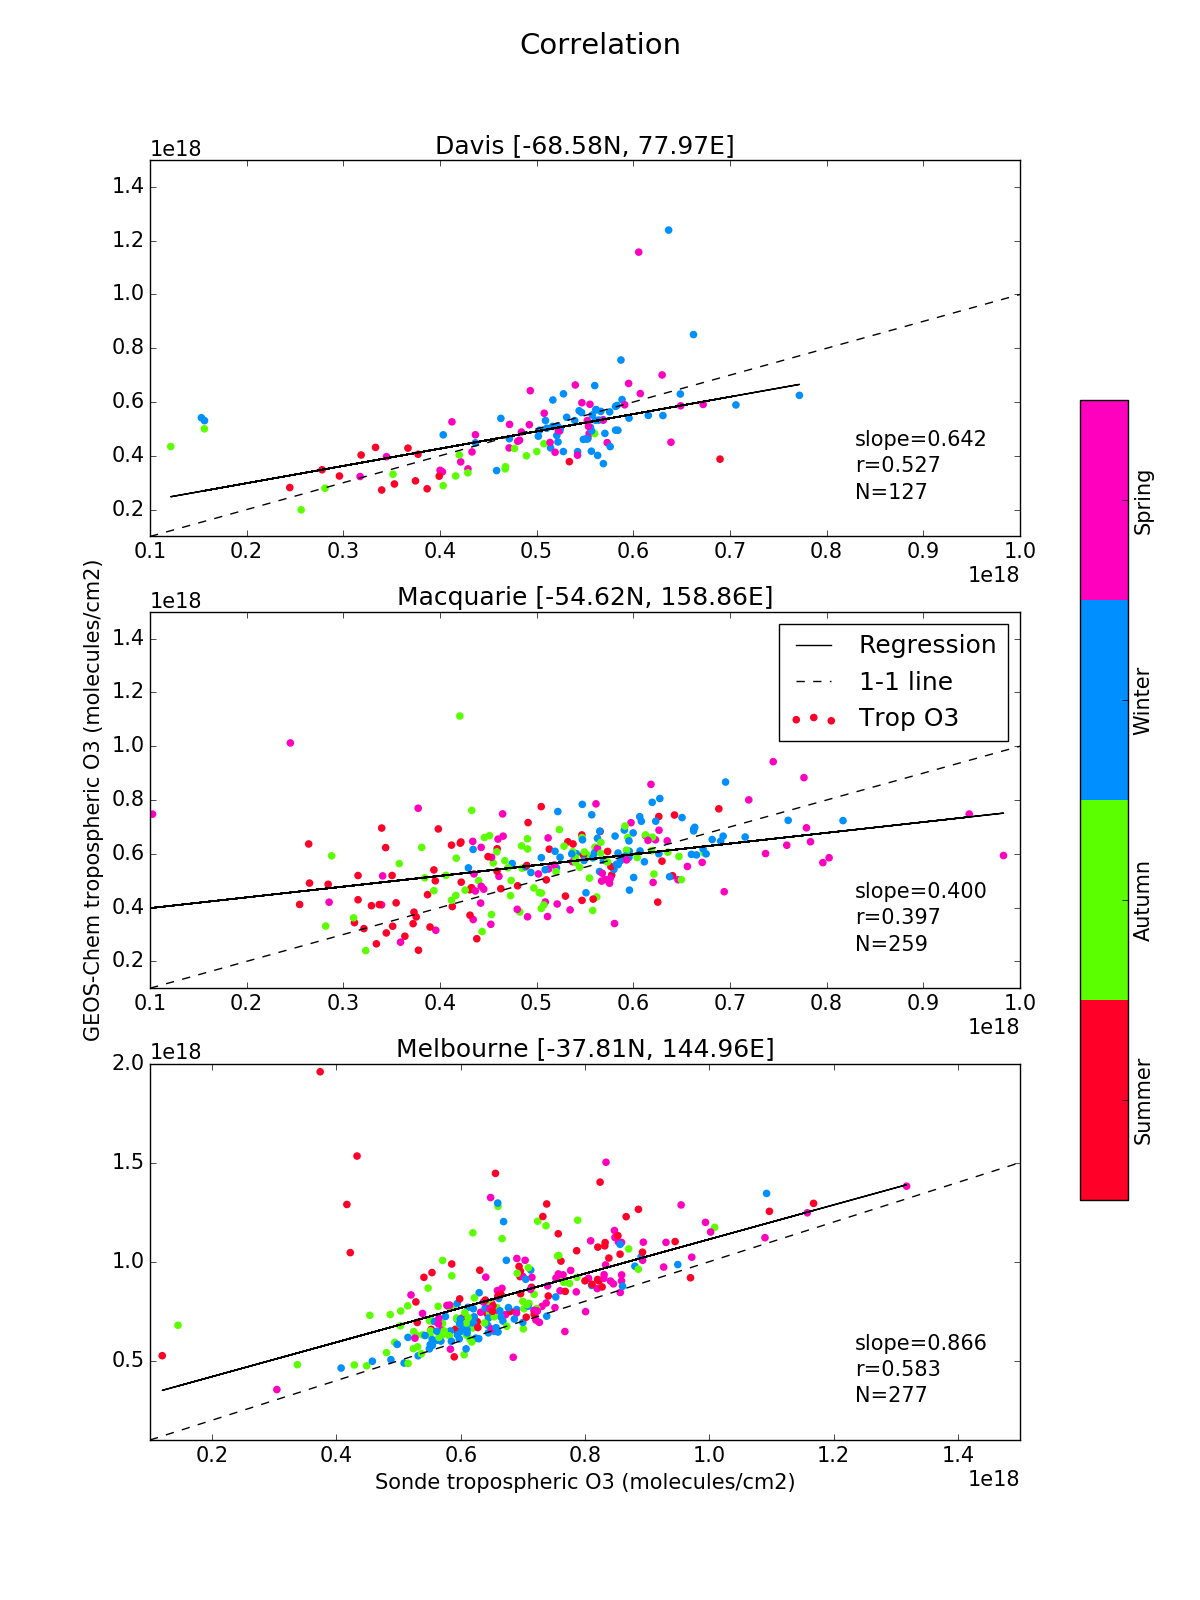 Correlation
Davis [-68.58N, 77.97E]
1e18
1.4
1.2
1.0
0.8
0.6
0.4
0.2
slope=0.642
r=0.527
N=127
0.1 0.2 0.3 0.4 0.5 0.6 0.7 0.8 0.9 1.0
1e18
Macquarie [-54.62N, 158.86E]
1e18
1.4
1.2
1.0
0.8
0.6
0.4
0.2
Regression
1-1 line
Trop O3
slope=0.400
r=0.397
N=259
0.1 0.2 0.3 0.4 0.5 0.6 0.7 0.8 0.9 1.0
1e18
GEOS-Chem tropospheric O3 (molecules/cm2)
Melbourne [-37.81N, 144.96E]
1e18
2.0
1.5
1.0
0.5
slope=0.866
r=0.583
N=277
0.2 0.4 0.6 0.8 1.0 1.2 1.4
1e18
Sonde tropospheric O3 (molecules/cm2)
Spring
Winter
Autumn
Summer